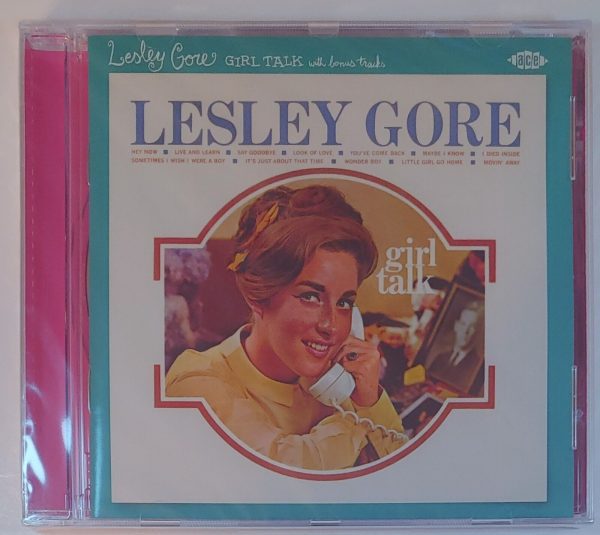 Lesley Gore GIRL TALK with bonus tracks
ace
LESLEY GORE
HEY NOW ■ LIVE AND LEARN ■ SAY GOODBYE ■ LOOK OF LOVE ■ YOU'VE COME BACK ■ MAYBE I KNOW ■ I DIED INSIDE
SOMETIMES I WISH I WERE A BOY ■ IT'S JUST ABOUT THAT TIME ■ WONDER BOY ■ LITTLE GIRL GO HOME ■ MOVIN' AWAY
girl
talk